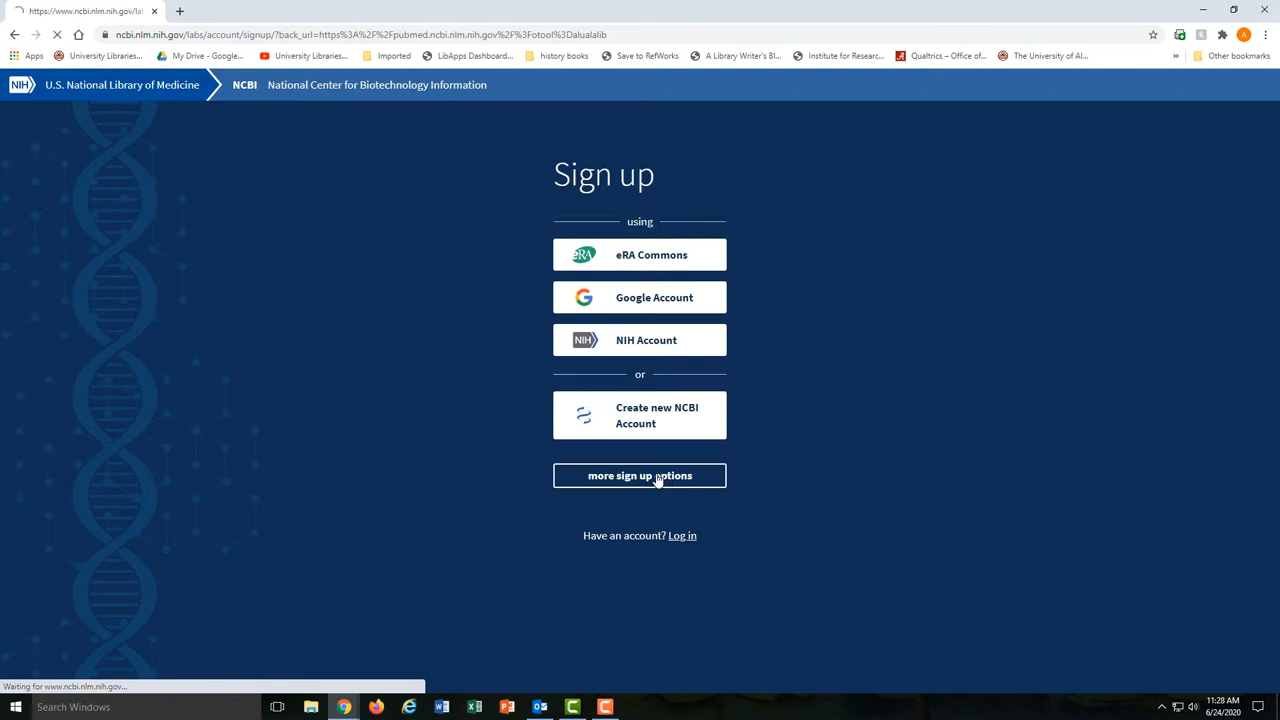 https://www.ncbi.nlm.nih.gov/lab
ncbi.nlm.nih.gov/labs/account/signup/?back_url=https%3A%2F%2Fpubmed.ncbi.nlm.nih.gov%2F%3Fotool%3Dalualalib
A
Apps
University Libraries...
My Drive - Google...
University Libraries...
Imported
LibApps Dashboard...
history books
Save to RefWorks
A Library Writer's Bl...
Institute for Researc...
Qualtrics – Office of...
The University of Al...
»
Other bookmarks
NIH
U.S. National Library of Medicine
NCBI
National Center for Biotechnology Information
Sign up
using
eRA
eRA Commons
G
Google Account
NIH
NIH Account
or
Create new NCBI
Account
more sign up options
Have an account? Log in
Waiting for www.ncbi.nlm.nih.gov...
Search Windows
11:28 AM
6/24/2020